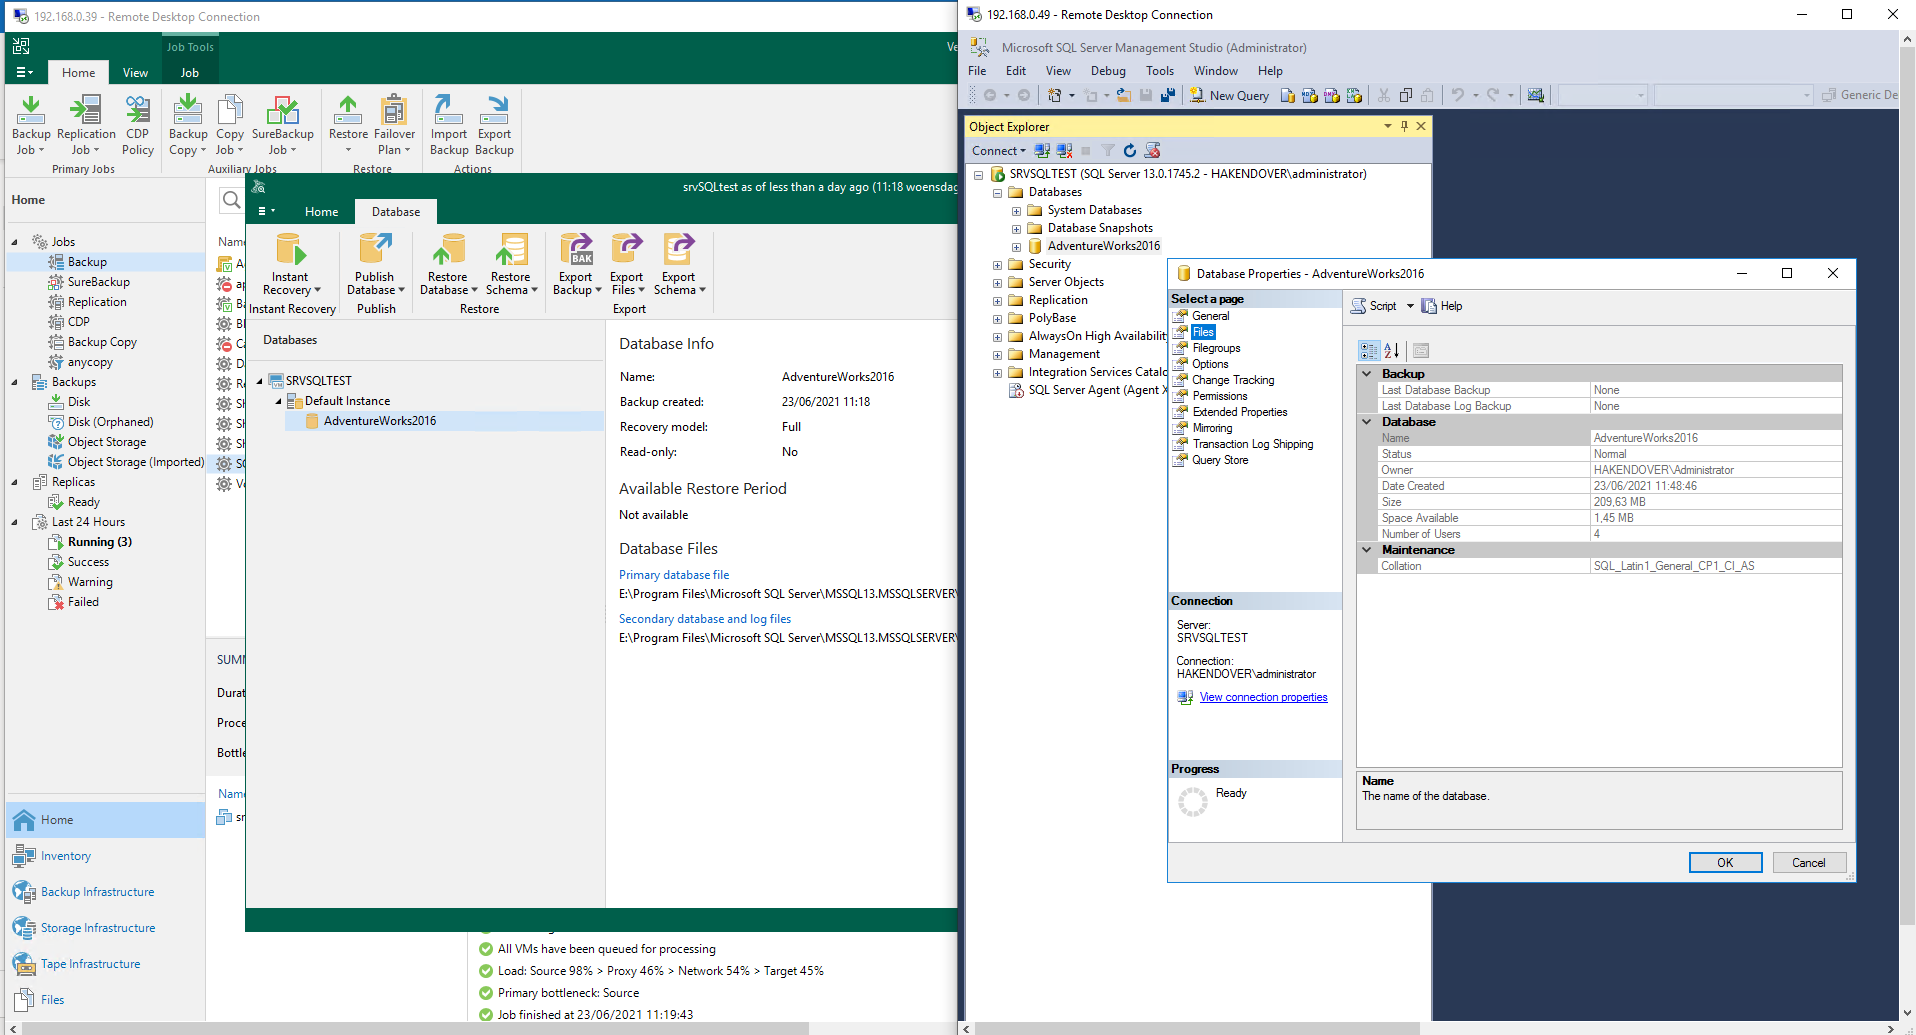 192.168.0.39 - Remote Desktop Connection
Job Tools
Home
View
Job
Backup Job
Replication Job
CDP Policy
Primary Jobs
Backup Copy
Copy Job
SureBackup Job
Auxiliary Jobs
Restore
Failover Plan
Restore
Import Backup
Export Backup
Actions
Home
Jobs
Backup
SureBackup
Replication
CDP
Backup Copy
anycopy
Backups
Disk
Disk (Orphaned)
Object Storage
Object Storage (Imported)
Replicas
Ready
Last 24 Hours
Running (3)
Success
Warning
Failed
Home
Inventory
Backup Infrastructure
Storage Infrastructure
Tape Infrastructure
Files
srvSQLtest as of less than a day ago (11:18 woensdag
Home
Database
Instant Recovery
Instant Recovery
Publish Database
Publish
Restore Database
Restore Schema
Restore
BAK
Export Backup
Export Files
Export Schema
Export
Databases
SRVSQLTEST
Default Instance
AdventureWorks2016
Database Info
Name: AdventureWorks2016
Backup created: 23/06/2021 11:18
Recovery model: Full
Read-only: No
Available Restore Period
Not available
Database Files
Primary database file
E:\Program Files\Microsoft SQL Server\MSSQL13.MSSQLSERVER\
Secondary database and log files
E:\Program Files\Microsoft SQL Server\MSSQL13.MSSQLSERVER\
All VMs have been queued for processing
Load: Source 98% > Proxy 46% > Network 54% > Target 45%
Primary bottleneck: Source
Job finished at 23/06/2021 11:19:43
192.168.0.49 - Remote Desktop Connection
Microsoft SQL Server Management Studio (Administrator)
File Edit View Debug Tools Window Help
New Query
Generic De
Object Explorer
Connect
SRVSQLTEST (SQL Server 13.0.1745.2 - HAKENDOVER\administrator)
Databases
System Databases
Database Snapshots
AdventureWorks2016
Security
Server Objects
Replication
PolyBase
AlwaysOn High Availabilit
Management
Integration Services Catalo
SQL Server Agent (Agent X
Database Properties - AdventureWorks2016
Select a page
General
Files
Filegroups
Options
Change Tracking
Permissions
Extended Properties
Mirroring
Transaction Log Shipping
Query Store
Connection
Server:
SRVSQLTEST
Connection:
HAKENDOVER\administrator
View connection properties
Progress
Ready
Script Help
Backup
Last Database Backup None
Last Database Log Backup None
Database
Name AdventureWorks2016
Status Normal
Owner HAKENDOVER\Administrator
Date Created 23/06/2021 11:48:46
Size 209,63 MB
Space Available 1,45 MB
Number of Users 4
Maintenance
Collation SQL_Latin1_General_CP1_CI_AS
Name
The name of the database.
OK Cancel